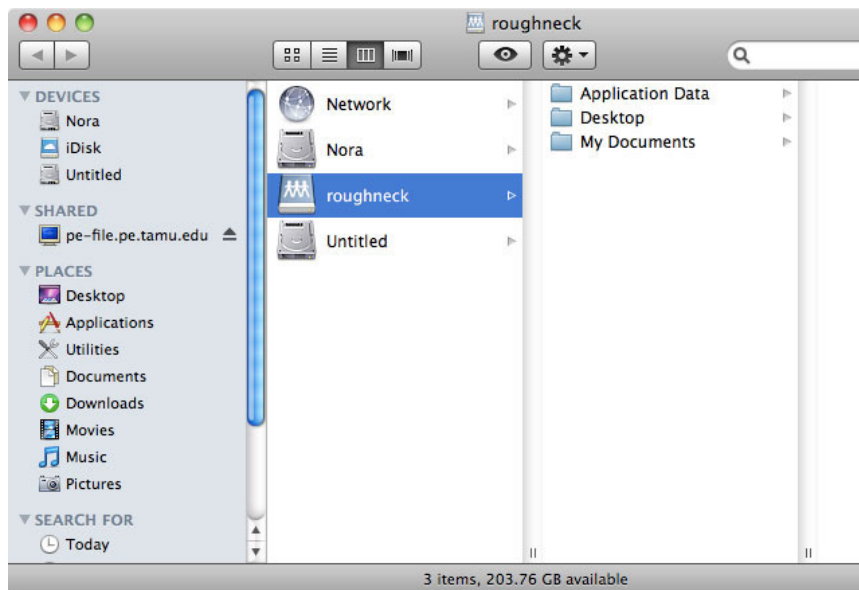 roughneck
DEVICES
Nora
iDisk
Untitled
SHARED
pe-file.pe.tamu.edu
PLACES
Desktop
Applications
Utilities
Documents
Downloads
Movies
Music
Pictures
SEARCH FOR
Today
Network
Nora
roughneck
Untitled
Application Data
Desktop
My Documents
3 items, 203.76 GB available